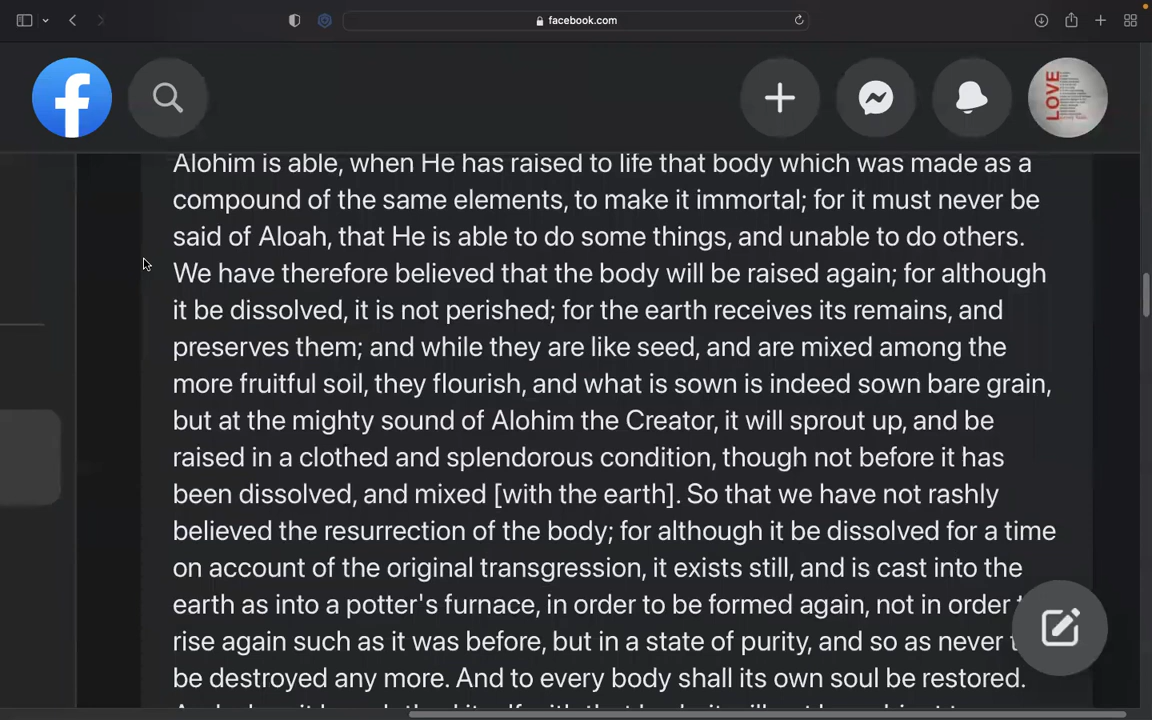 facebook.com
LOVE
Alohim is able, when He has raised to life that body which was made as a
compound of the same elements, to make it immortal; for it must never be
said of Aloah, that He is able to do some things, and unable to do others.
We have therefore believed that the body will be raised again; for although
it be dissolved, it is not perished; for the earth receives its remains, and
preserves them; and while they are like seed, and are mixed among the
more fruitful soil, they flourish, and what is sown is indeed sown bare grain,
but at the mighty sound of Alohim the Creator, it will sprout up, and be
raised in a clothed and splendorous condition, though not before it has
been dissolved, and mixed [with the earth]. So that we have not rashly
believed the resurrection of the body; for although it be dissolved for a time
on account of the original transgression, it exists still, and is cast into the
earth as into a potter's furnace, in order to be formed again, not in order
rise again such as it was before, but in a state of purity, and so as never
be destroyed any more. And to every body shall its own soul be restored.